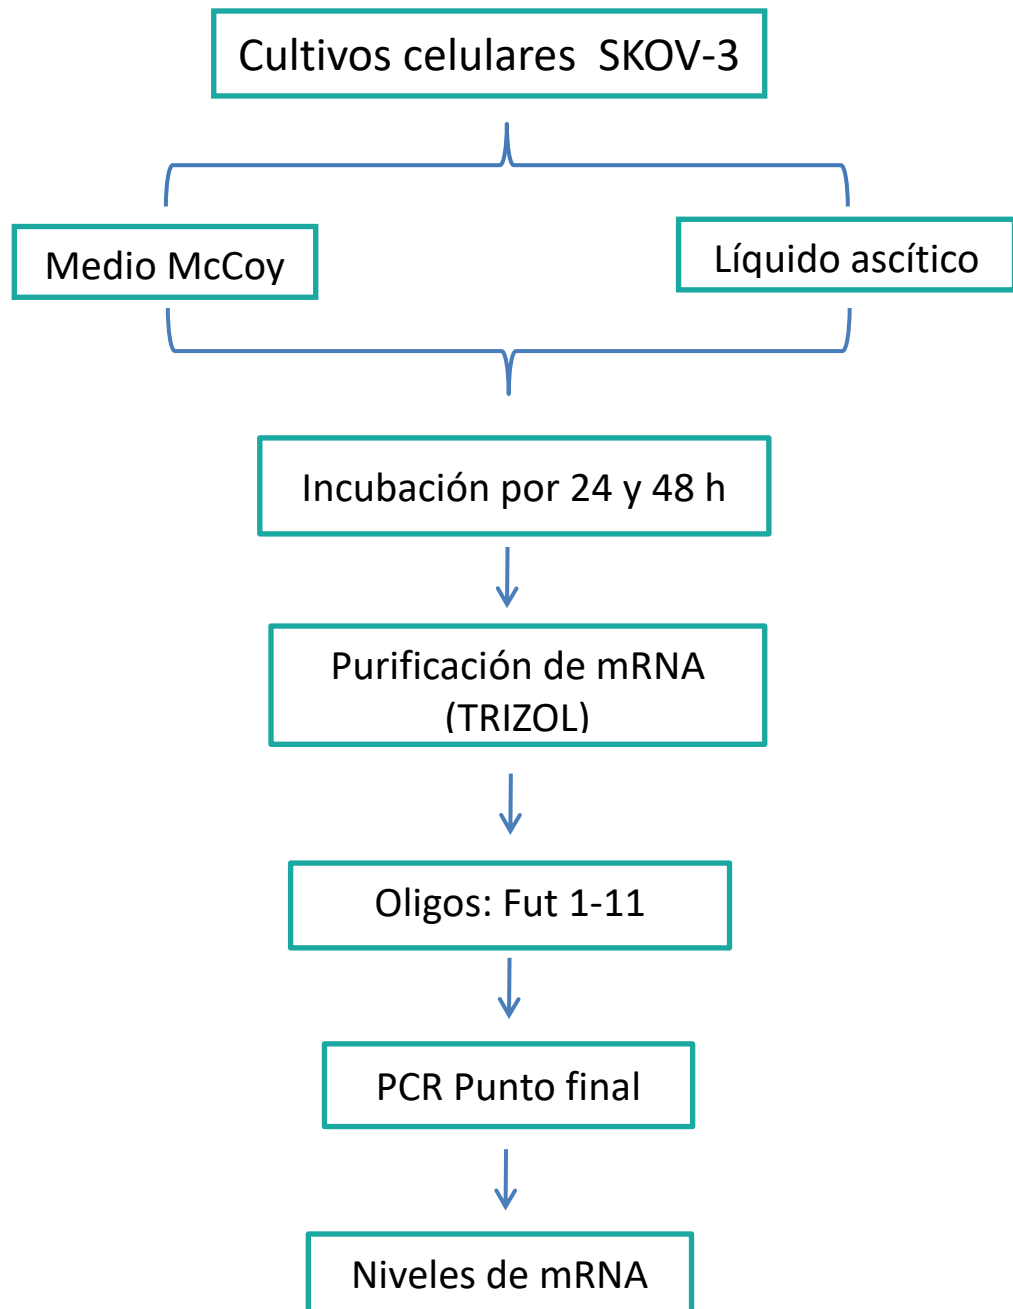 Cultivos celulares SKOV-3
Medio McCoy
Líquido ascítico
Incubación por 24 y 48 h
Purificación de mRNA
(TRIZOL)
Oligos: Fut 1-11
PCR Punto final
Niveles de mRNA